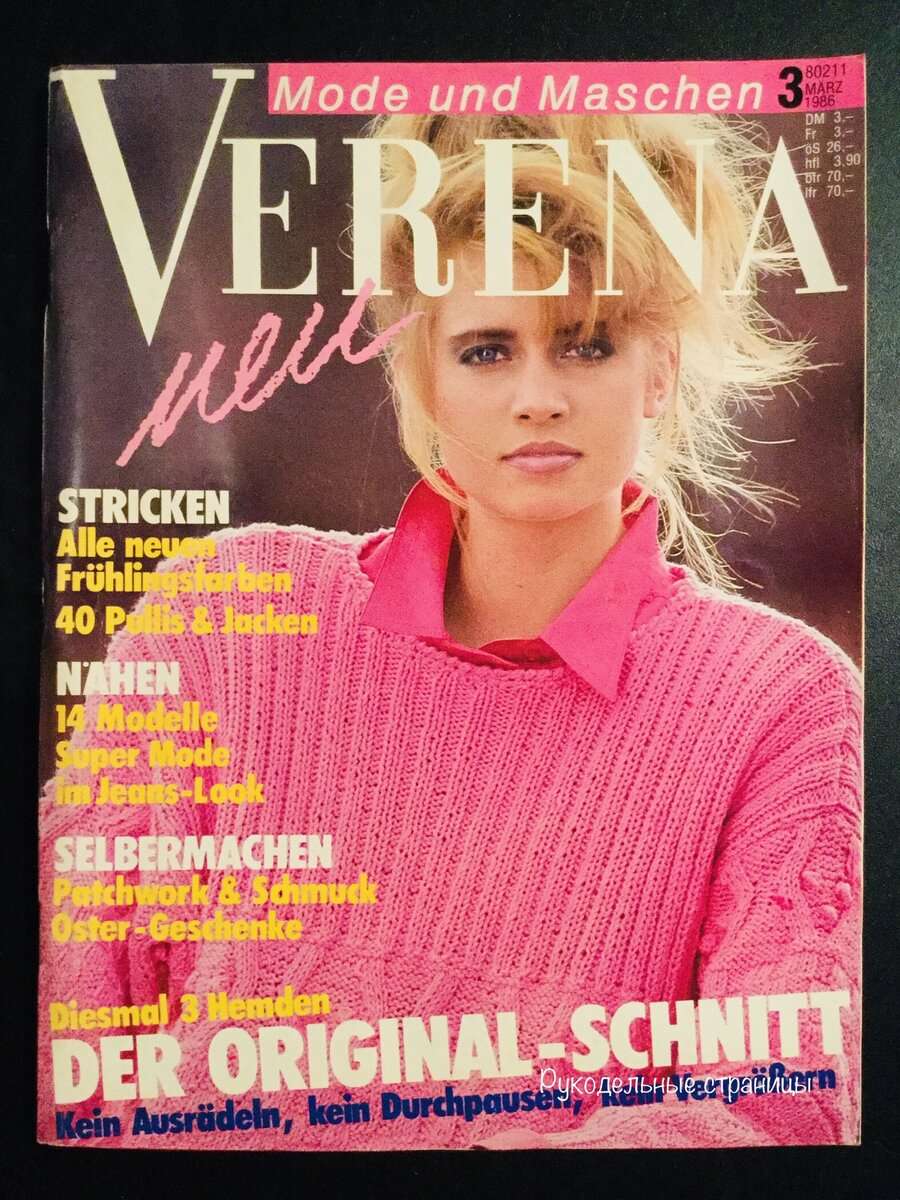 Mode und Maschen 3
80211
MÄRZ
1986
DM 3.–
Fr 3.–
öS 26.–
hfl 3.90
bfr 70,–
lfr 70,–
VERENA
neu
STRICKEN
Alle neuen
Frühlingsfarben
40 Pullis & Jacken
NÄHEN
14 Modelle
Super Mode
im Jeans-Look
SELBERMACHEN
Patchwork & Schmuck
Oster-Geschenke
Diesmal 3 Hemden
DER ORIGINAL-SCHNITT
Рукодельные страницы
Kein Ausrädeln, kein Durchpausen, kein Vergrößern